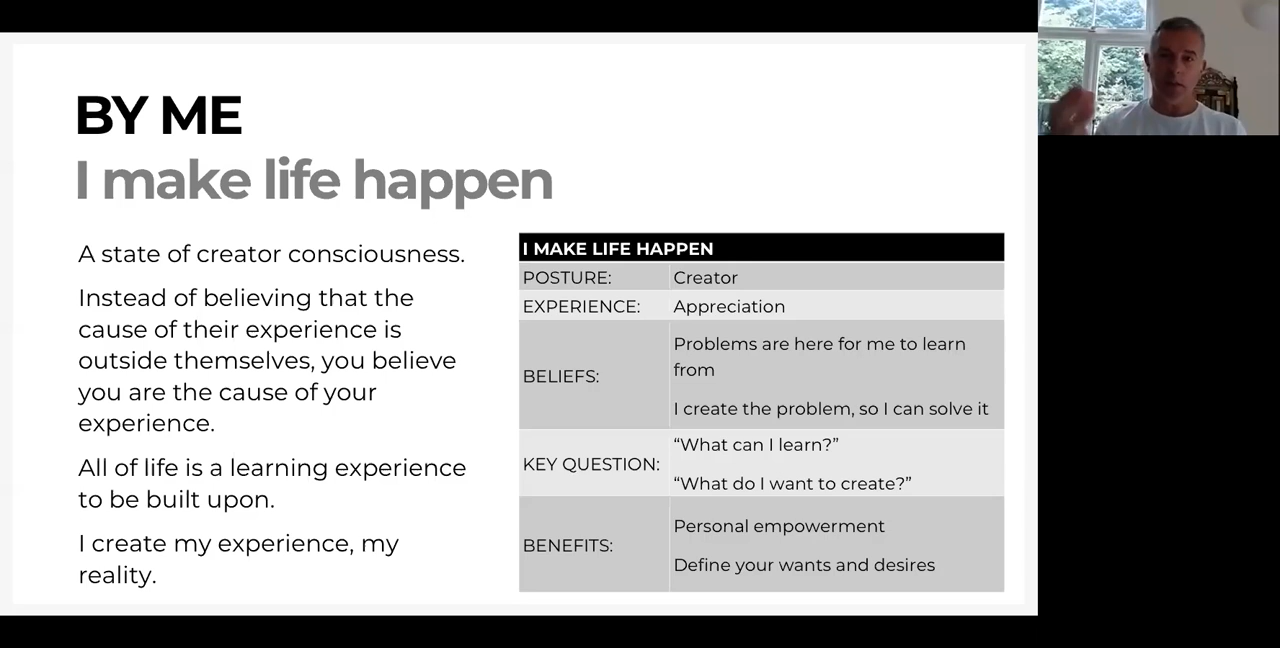 BY ME
I make life happen
A state of creator consciousness.
Instead of believing that the
cause of their experience is
outside themselves, you believe
you are the cause of your
experience.
All of life is a learning experience
to be built upon.
I create my experience, my
reality.
I MAKE LIFE HAPPEN
POSTURE: Creator
EXPERIENCE: Appreciation
BELIEFS:
Problems are here for me to learn
from
I create the problem, so I can solve it
KEY QUESTION:
“What can I learn?”
“What do I want to create?”
BENEFITS:
Personal empowerment
Define your wants and desires